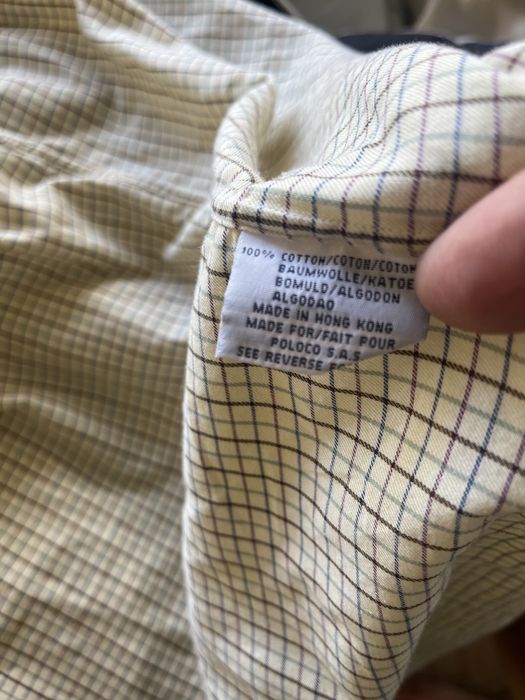 100% COTTON/COTON/COTON
BAUMWOLLE/KATOE
BOMULD/ALGODON
ALGODAO
MADE IN HONG KONG
MADE FOR/FAIT POUR
POLOCO S.A.S
SEE REVERSE